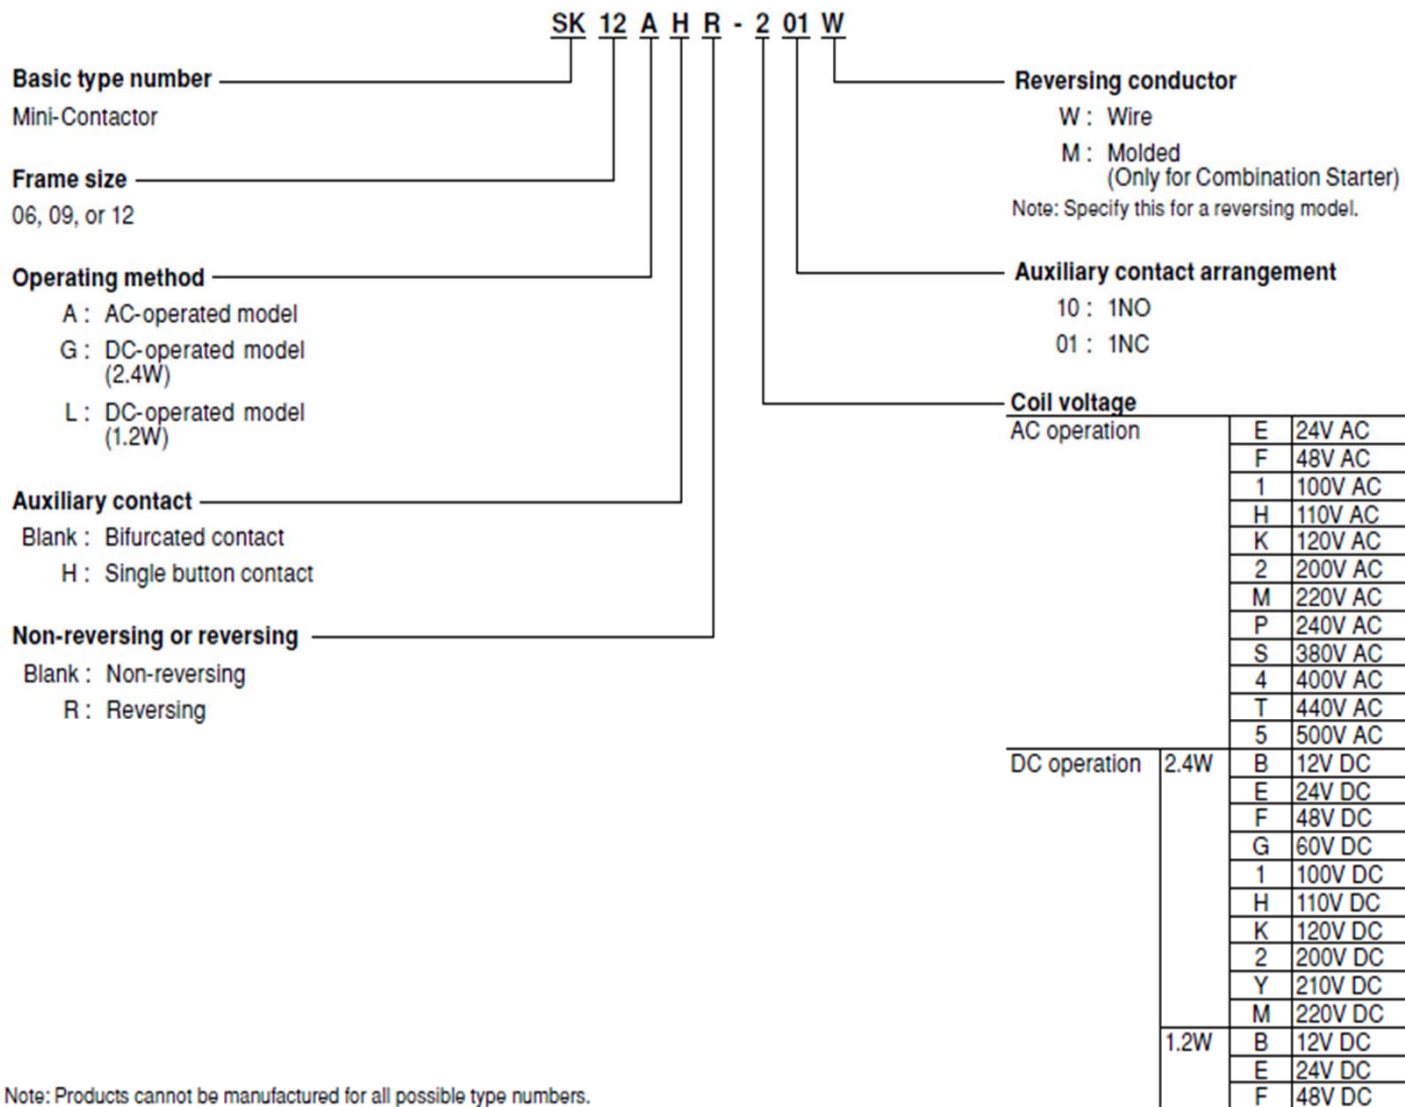 SK 12 A H R - 2 01 W
Basic type number
Mini-Contactor
Frame size
06, 09, or 12
Operating method
A : AC-operated model
G : DC-operated model
(2.4W)
L : DC-operated model
(1.2W)
Auxiliary contact
Blank : Bifurcated contact
H : Single button contact
Non-reversing or reversing
Blank : Non-reversing
R : Reversing
Reversing conductor
W : Wire
M : Molded
(Only for Combination Starter)
Note: Specify this for a reversing model.
Auxiliary contact arrangement
10 : 1NO
01 : 1NC
Coil voltage
AC operation E 24V AC
F 48V AC
1 100V AC
H 110V AC
K 120V AC
2 200V AC
M 220V AC
P 240V AC
S 380V AC
4 400V AC
T 440V AC
5 500V AC
DC operation 2.4W B 12V DC
E 24V DC
F 48V DC
G 60V DC
1 100V DC
H 110V DC
K 120V DC
2 200V DC
Y 210V DC
M 220V DC
1.2W B 12V DC
E 24V DC
F 48V DC
Note: Products cannot be manufactured for all possible type numbers.